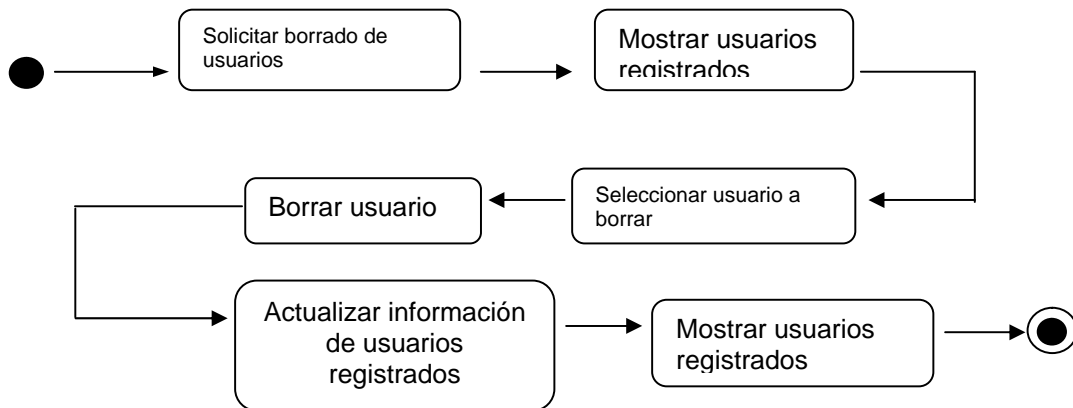 Solicitar borrado de
usuarios
Mostrar usuarios
registrados
Seleccionar usuario a
borrar
Borrar usuario
Actualizar información
de usuarios
registrados
Mostrar usuarios
registrados